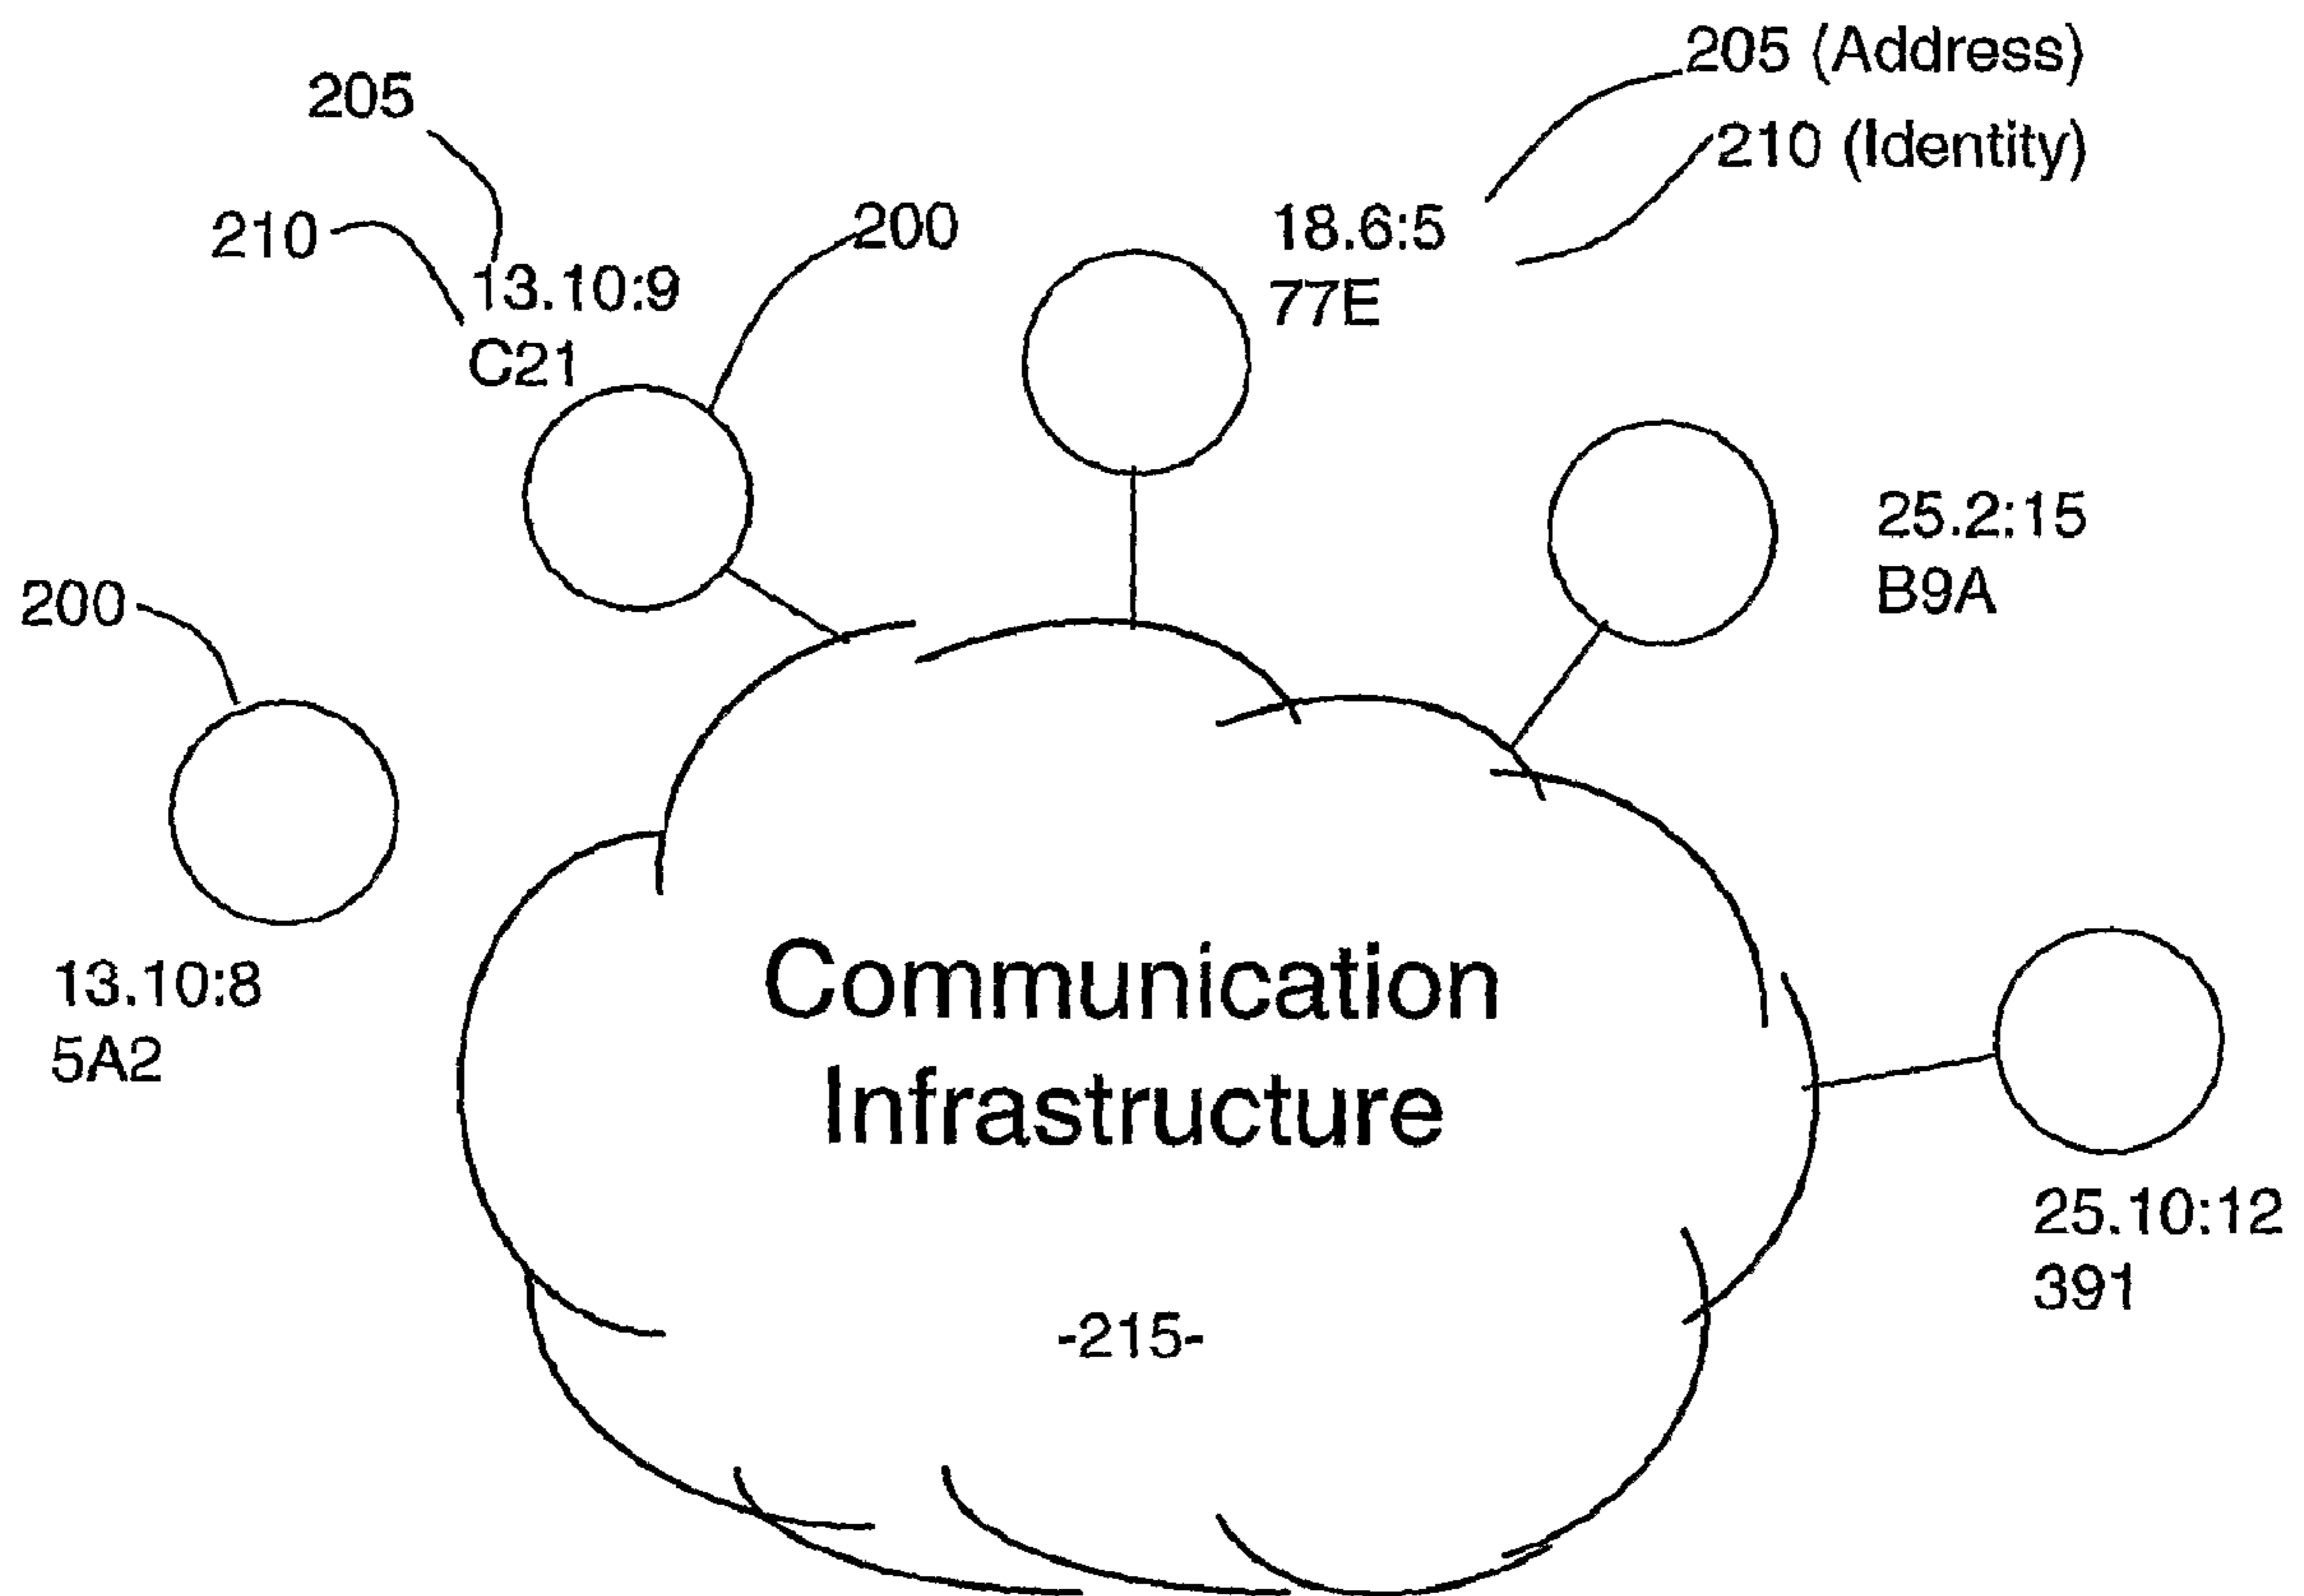 205 (Address)
205
210 (Identity)
210
200
18.6:5
77E
13.10:9
C21
25.2:15
B9A
200
13.10:8
5A2
Communication
Infrastructure
25.10:12
391
-215-